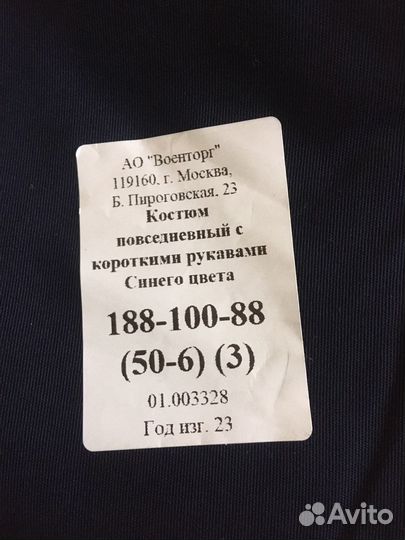 АО "Военторг"
119160, г. Москва,
Б. Пироговская, 23
Костюм
повседневный с
короткими рукавами
Синего цвета
188-100-88
(50-6) (3)
01.003328
Год изг. 23
Avito